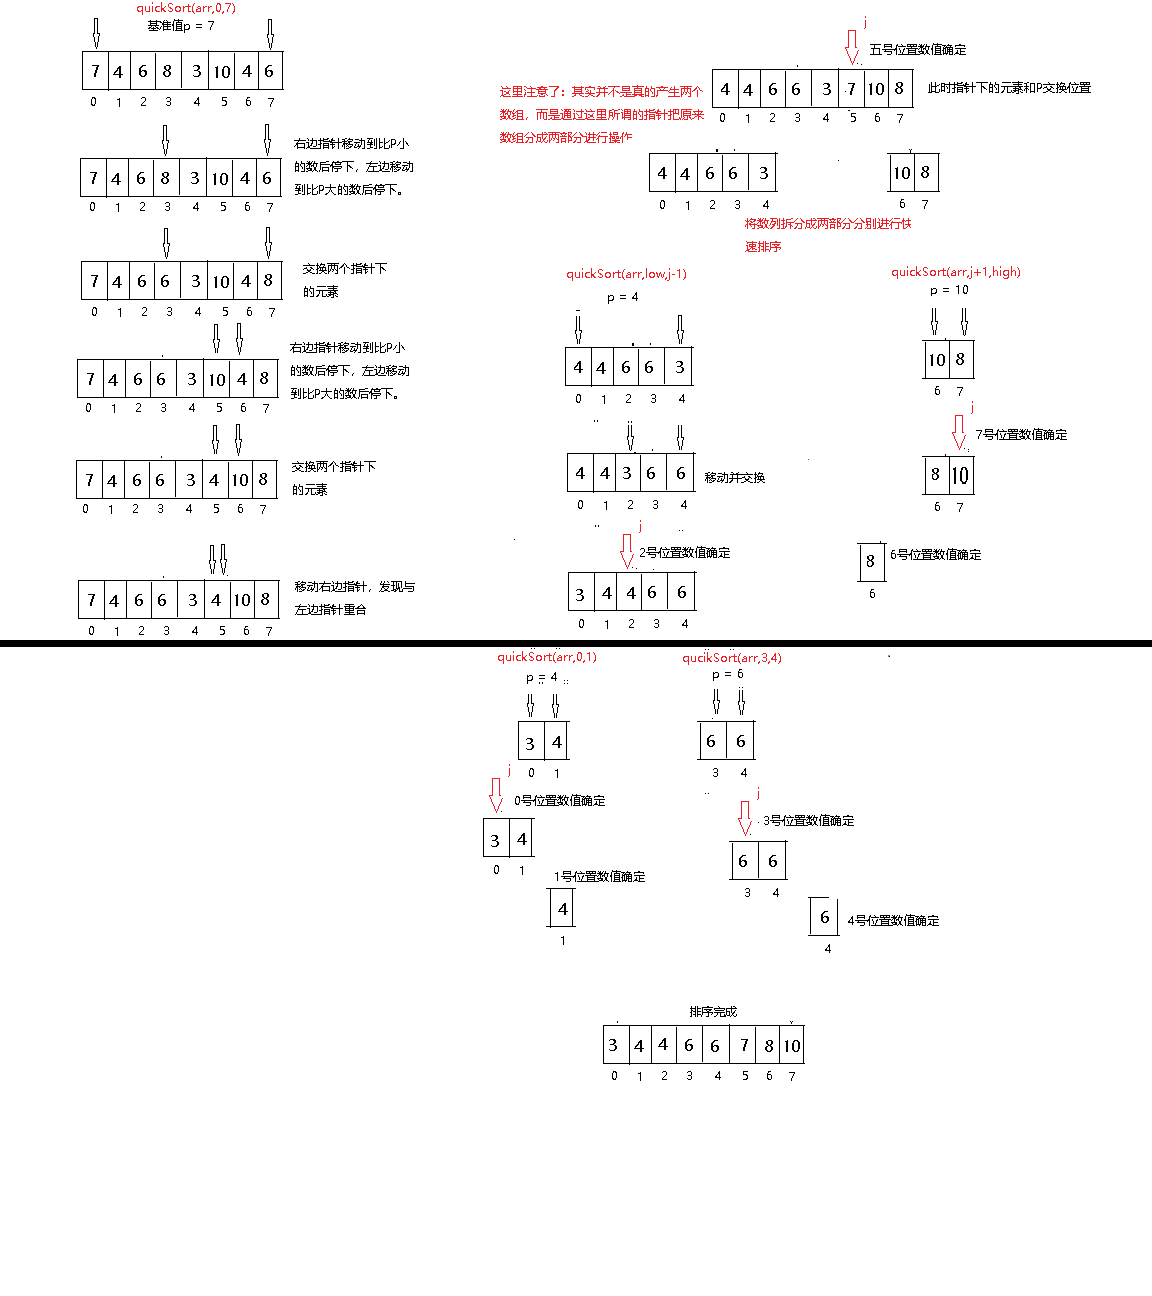 quickSort(arr,0,7)
基准值p = 7
7 4 6 8 3 10 4 6
0 1 2 3 4 5 6 7
右边指针移动到比P小
的数后停下，左边移动
到比P大的数后停下。
7 4 6 8 3 10 4 6
0 1 2 3 4 5 6 7
交换两个指针下
的元素
7 4 6 6 3 10 4 8
0 1 2 3 4 5 6 7
右边指针移动到比P小
的数后停下，左边移动
到比P大的数后停下。
7 4 6 6 3 10 4 8
0 1 2 3 4 5 6 7
交换两个指针下
的元素
7 4 6 6 3 4 10 8
0 1 2 3 4 5 6 7
移动右边指针，发现与
左边指针重合
7 4 6 6 3 4 10 8
0 1 2 3 4 5 6 7
j
五号位置数值确定
4 4 6 6 3 7 10 8
0 1 2 3 4 5 6 7
此时指针下的元素和P交换位置
这里注意了：其实并不是真的产生两个
数组，而是通过这里所谓的指针把原来
数组分成两部分进行操作
4 4 6 6 3
0 1 2 3 4
10 8
6 7
将数列拆分成两部分分别进行快
速排序
quickSort(arr,low,j-1)
p = 4
4 4 6 6 3
0 1 2 3 4
4 4 3 6 6
0 1 2 3 4
移动并交换
j
2号位置数值确定
3 4 4 6 6
0 1 2 3 4
quickSort(arr,j+1,high)
p = 10
10 8
6 7
j
7号位置数值确定
8 10
6 7
8
6
6号位置数值确定
quickSort(arr,0,1)
p = 4
3 4
0 1
j
0号位置数值确定
3 4
0 1
1号位置数值确定
4
1
qucikSort(arr,3,4)
p = 6
6 6
3 4
j
3号位置数值确定
6 6
3 4
6
4
4号位置数值确定
排序完成
3 4 4 6 6 7 8 10
0 1 2 3 4 5 6 7